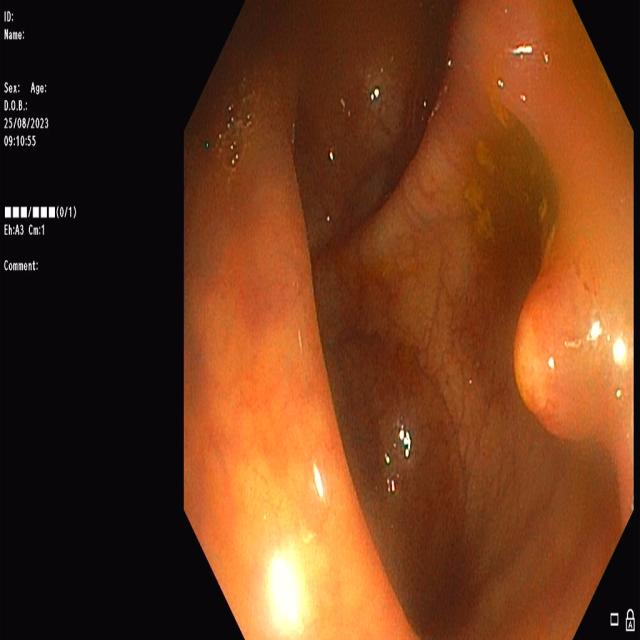 ID:
Name:
Sex: Age:
D.O.B.:
25/08/2023
09:10:55
■■■/■■■(0/1)
Eh:A3 Cm:1
Comment:
A